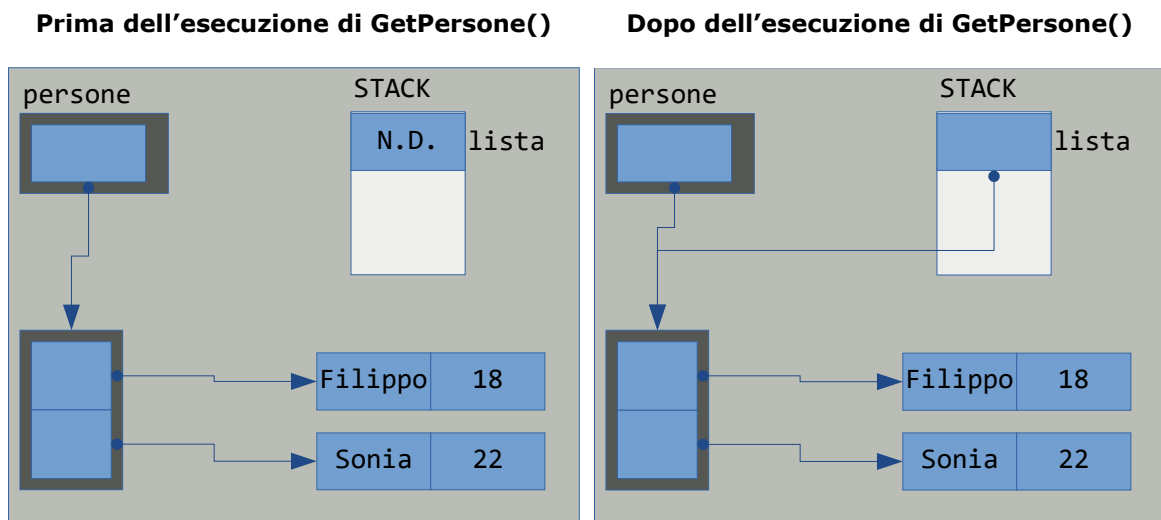 Prima dell’esecuzione di GetPersone()
persone
STACK
N.D.
lista
Filippo 18
Sonia 22
Dopo dell’esecuzione di GetPersone()
persone
STACK
lista
Filippo 18
Sonia 22